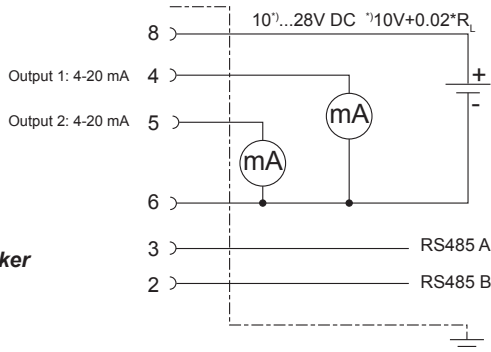 8 10*)...28V DC *)10V+0.02*RL
+
Output 1: 4-20 mA 4
-
mA
Output 2: 4-20 mA 5
mA
6
3 RS485 A
ker
2 RS485 B